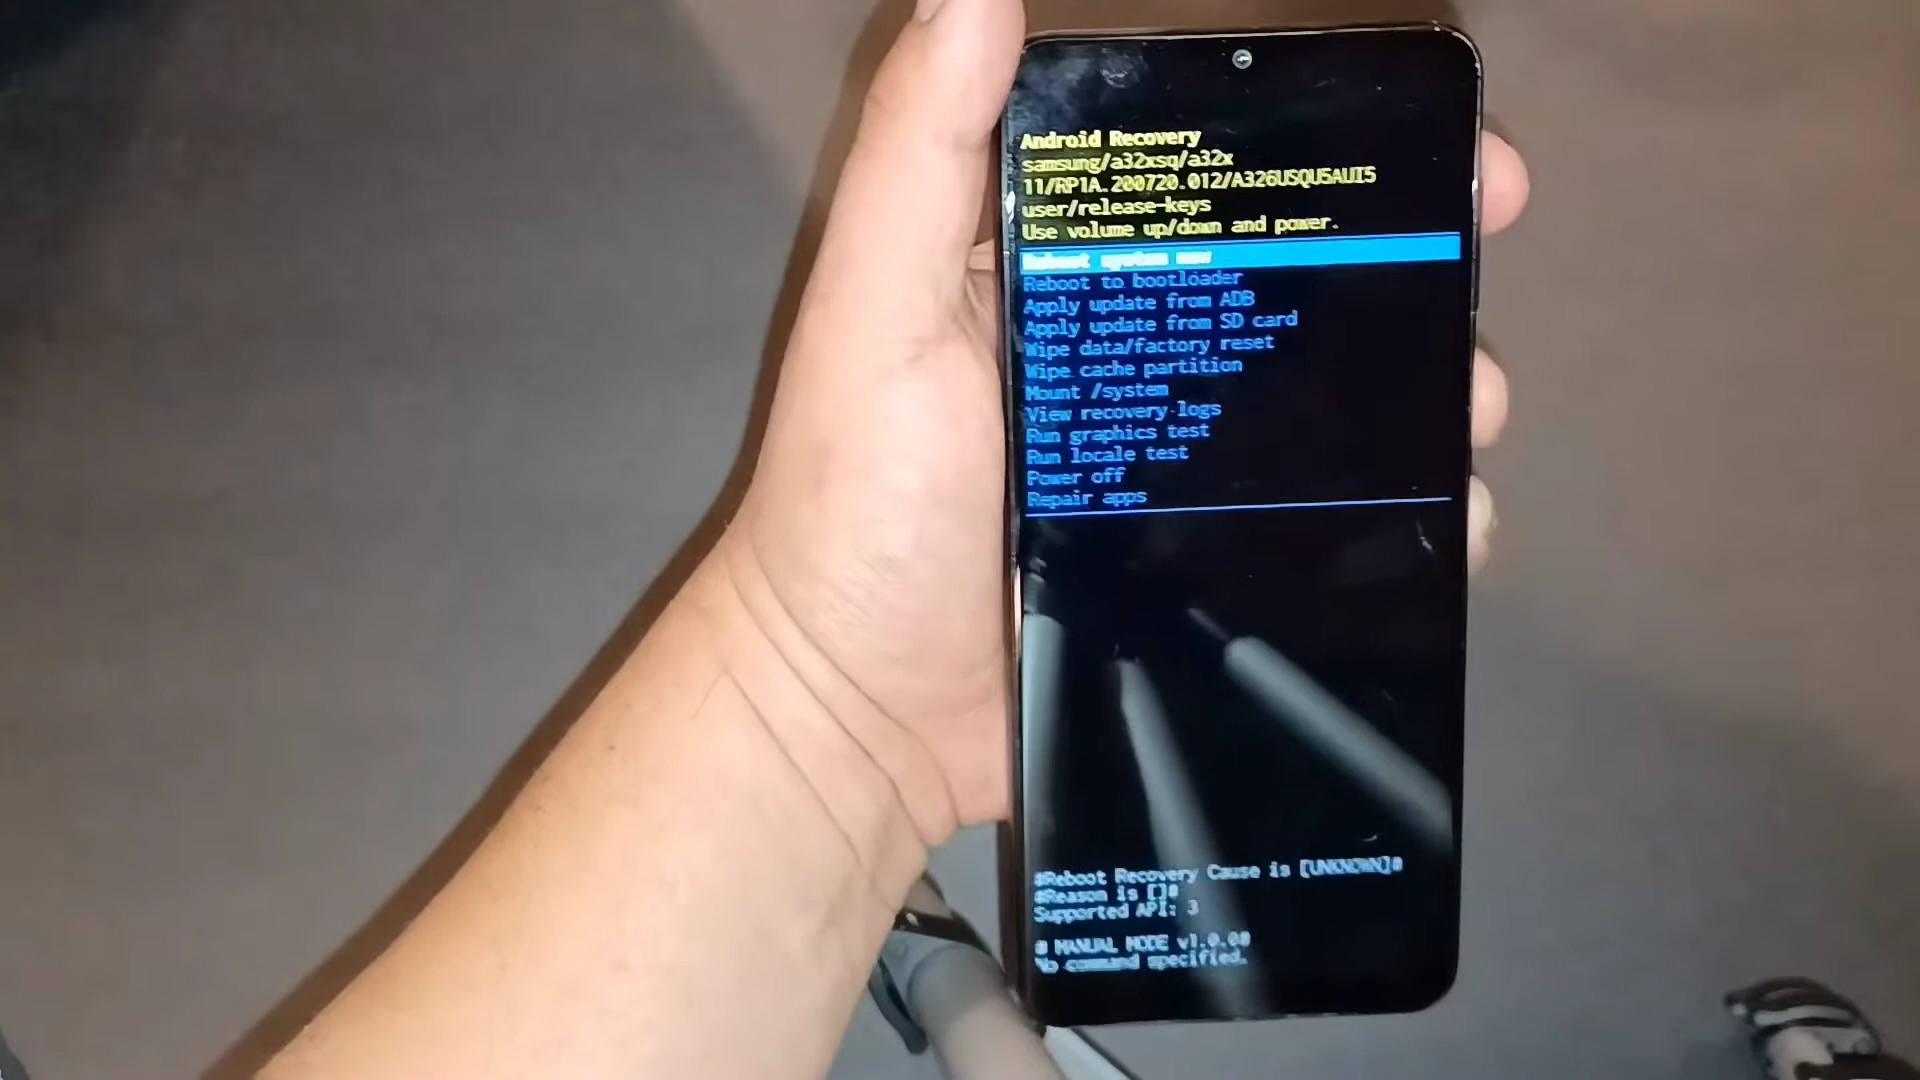 Android Recovery
samsung/a32xsq/a32x
11/RP1A.200720.012/A326USQU5AUI5
user/release-keys
Use volume up/down and power.
Reboot system now
Reboot to bootloader
Apply update from ADB
Apply update from SD card
Wipe data/factory reset
Wipe cache partition
Mount /system
View recovery logs
Run graphics test
Run locale test
Power off
Repair apps
#Reboot Recovery Cause is [UNKNOWN]#
#Reason is []#
Supported API: 3
# MANUAL MODE v1.0.0#
No command specified.